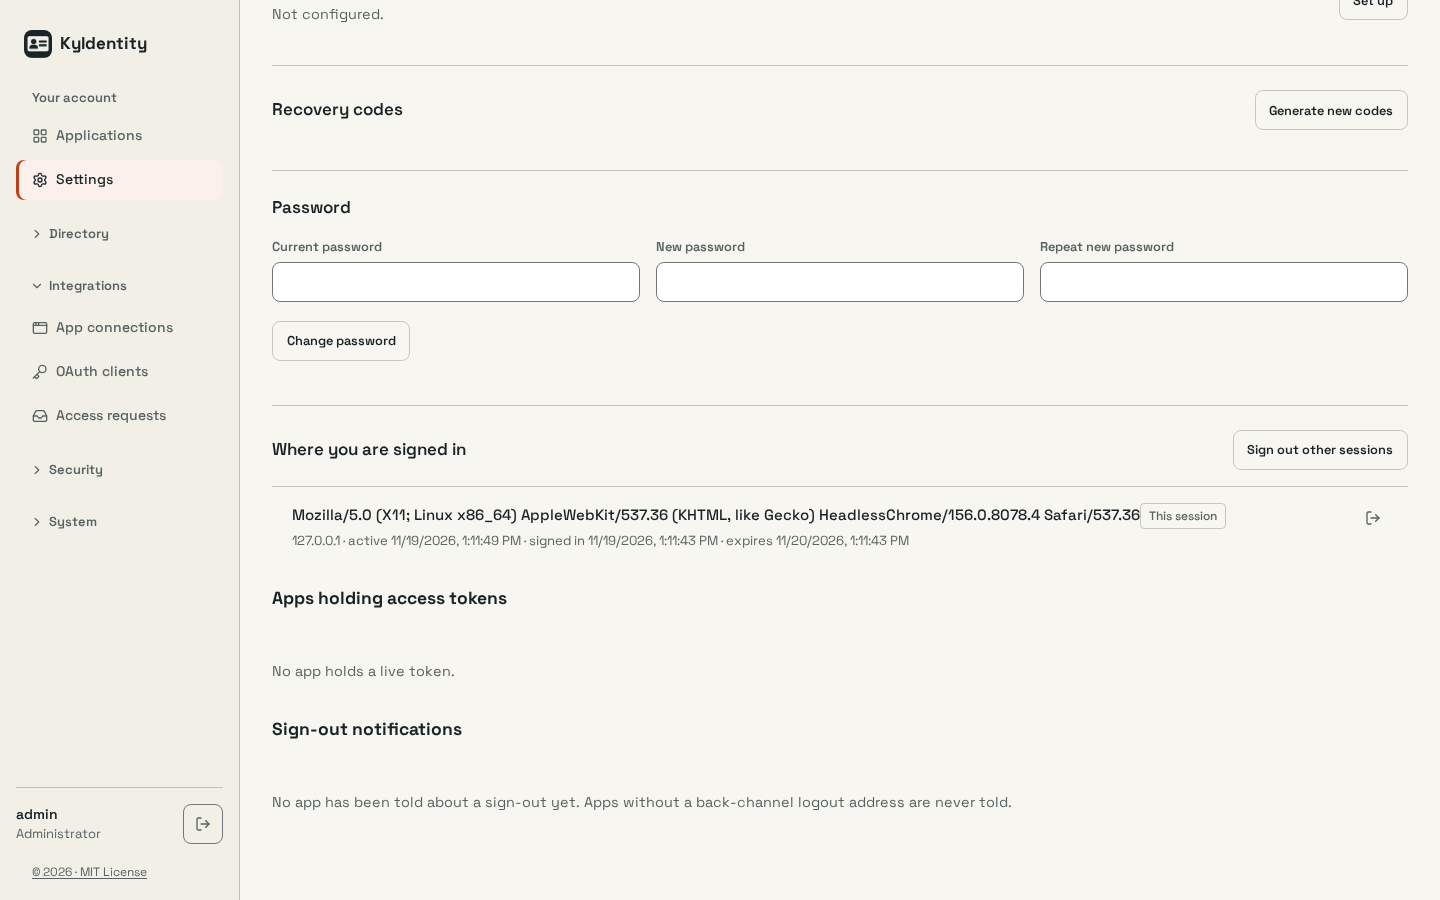 Kyldentity
Your account
Applications
Settings
Directory
Integrations
App connections
OAuth clients
Access requests
Security
System
admin
Administrator
© 2026 · MIT License
Not configured.
Set up
Recovery codes
Generate new codes
Password
Current password
New password
Repeat new password
Change password
Where you are signed in
Sign out other sessions
Mozilla/5.0 (X11; Linux x86_64) AppleWebKit/537.36 (KHTML, like Gecko) HeadlessChrome/156.0.8078.4 Safari/537.36 This session
127.0.0.1 · active 11/19/2026, 1:11:49 PM · signed in 11/19/2026, 1:11:43 PM · expires 11/20/2026, 1:11:43 PM
Apps holding access tokens
No app holds a live token.
Sign-out notifications
No app has been told about a sign-out yet. Apps without a back-channel logout address are never told.